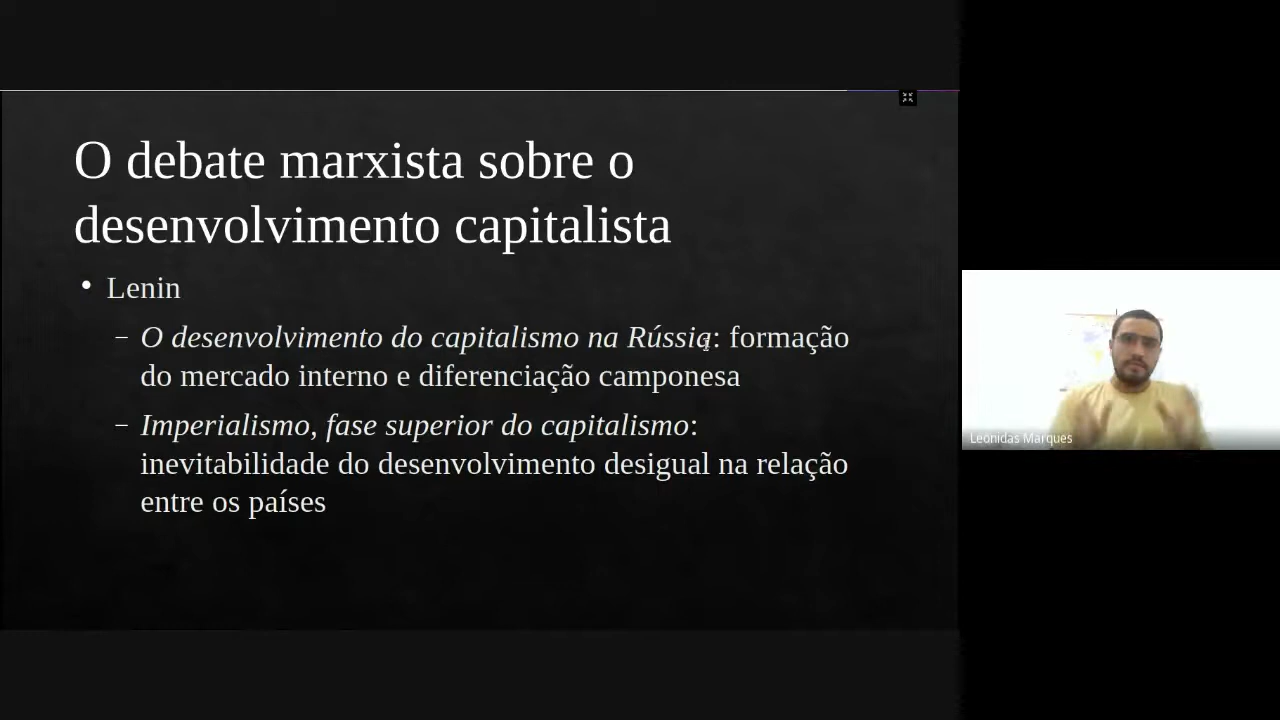 O debate marxista sobre o
desenvolvimento capitalista
• Lenin
– O desenvolvimento do capitalismo na Rússia: formação
do mercado interno e diferenciação camponesa
– Imperialismo, fase superior do capitalismo:
inevitabilidade do desenvolvimento desigual na relação
entre os países
Leonidas Marques